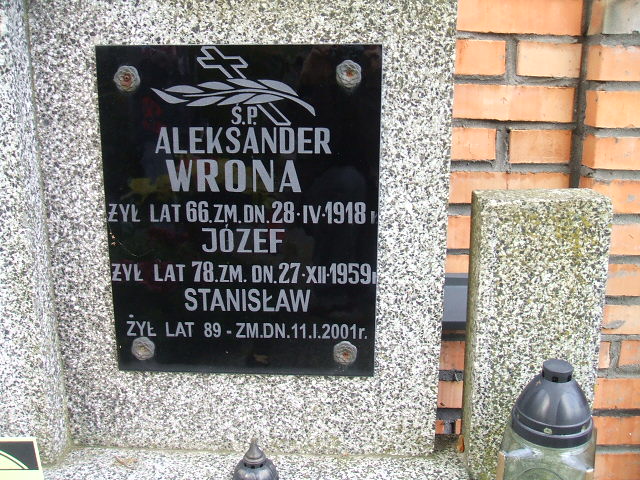 Ś.P.
ALEKSANDER
WRONA
ŻYŁ LAT 66.ZM.DN.28·IV·1918 r
JÓZEF
ŻYŁ LAT 78.ZM. DN.27·XII·1959 r
STANISŁAW
ŻYŁ LAT 89 - ZM.DN.11.I.2001r.